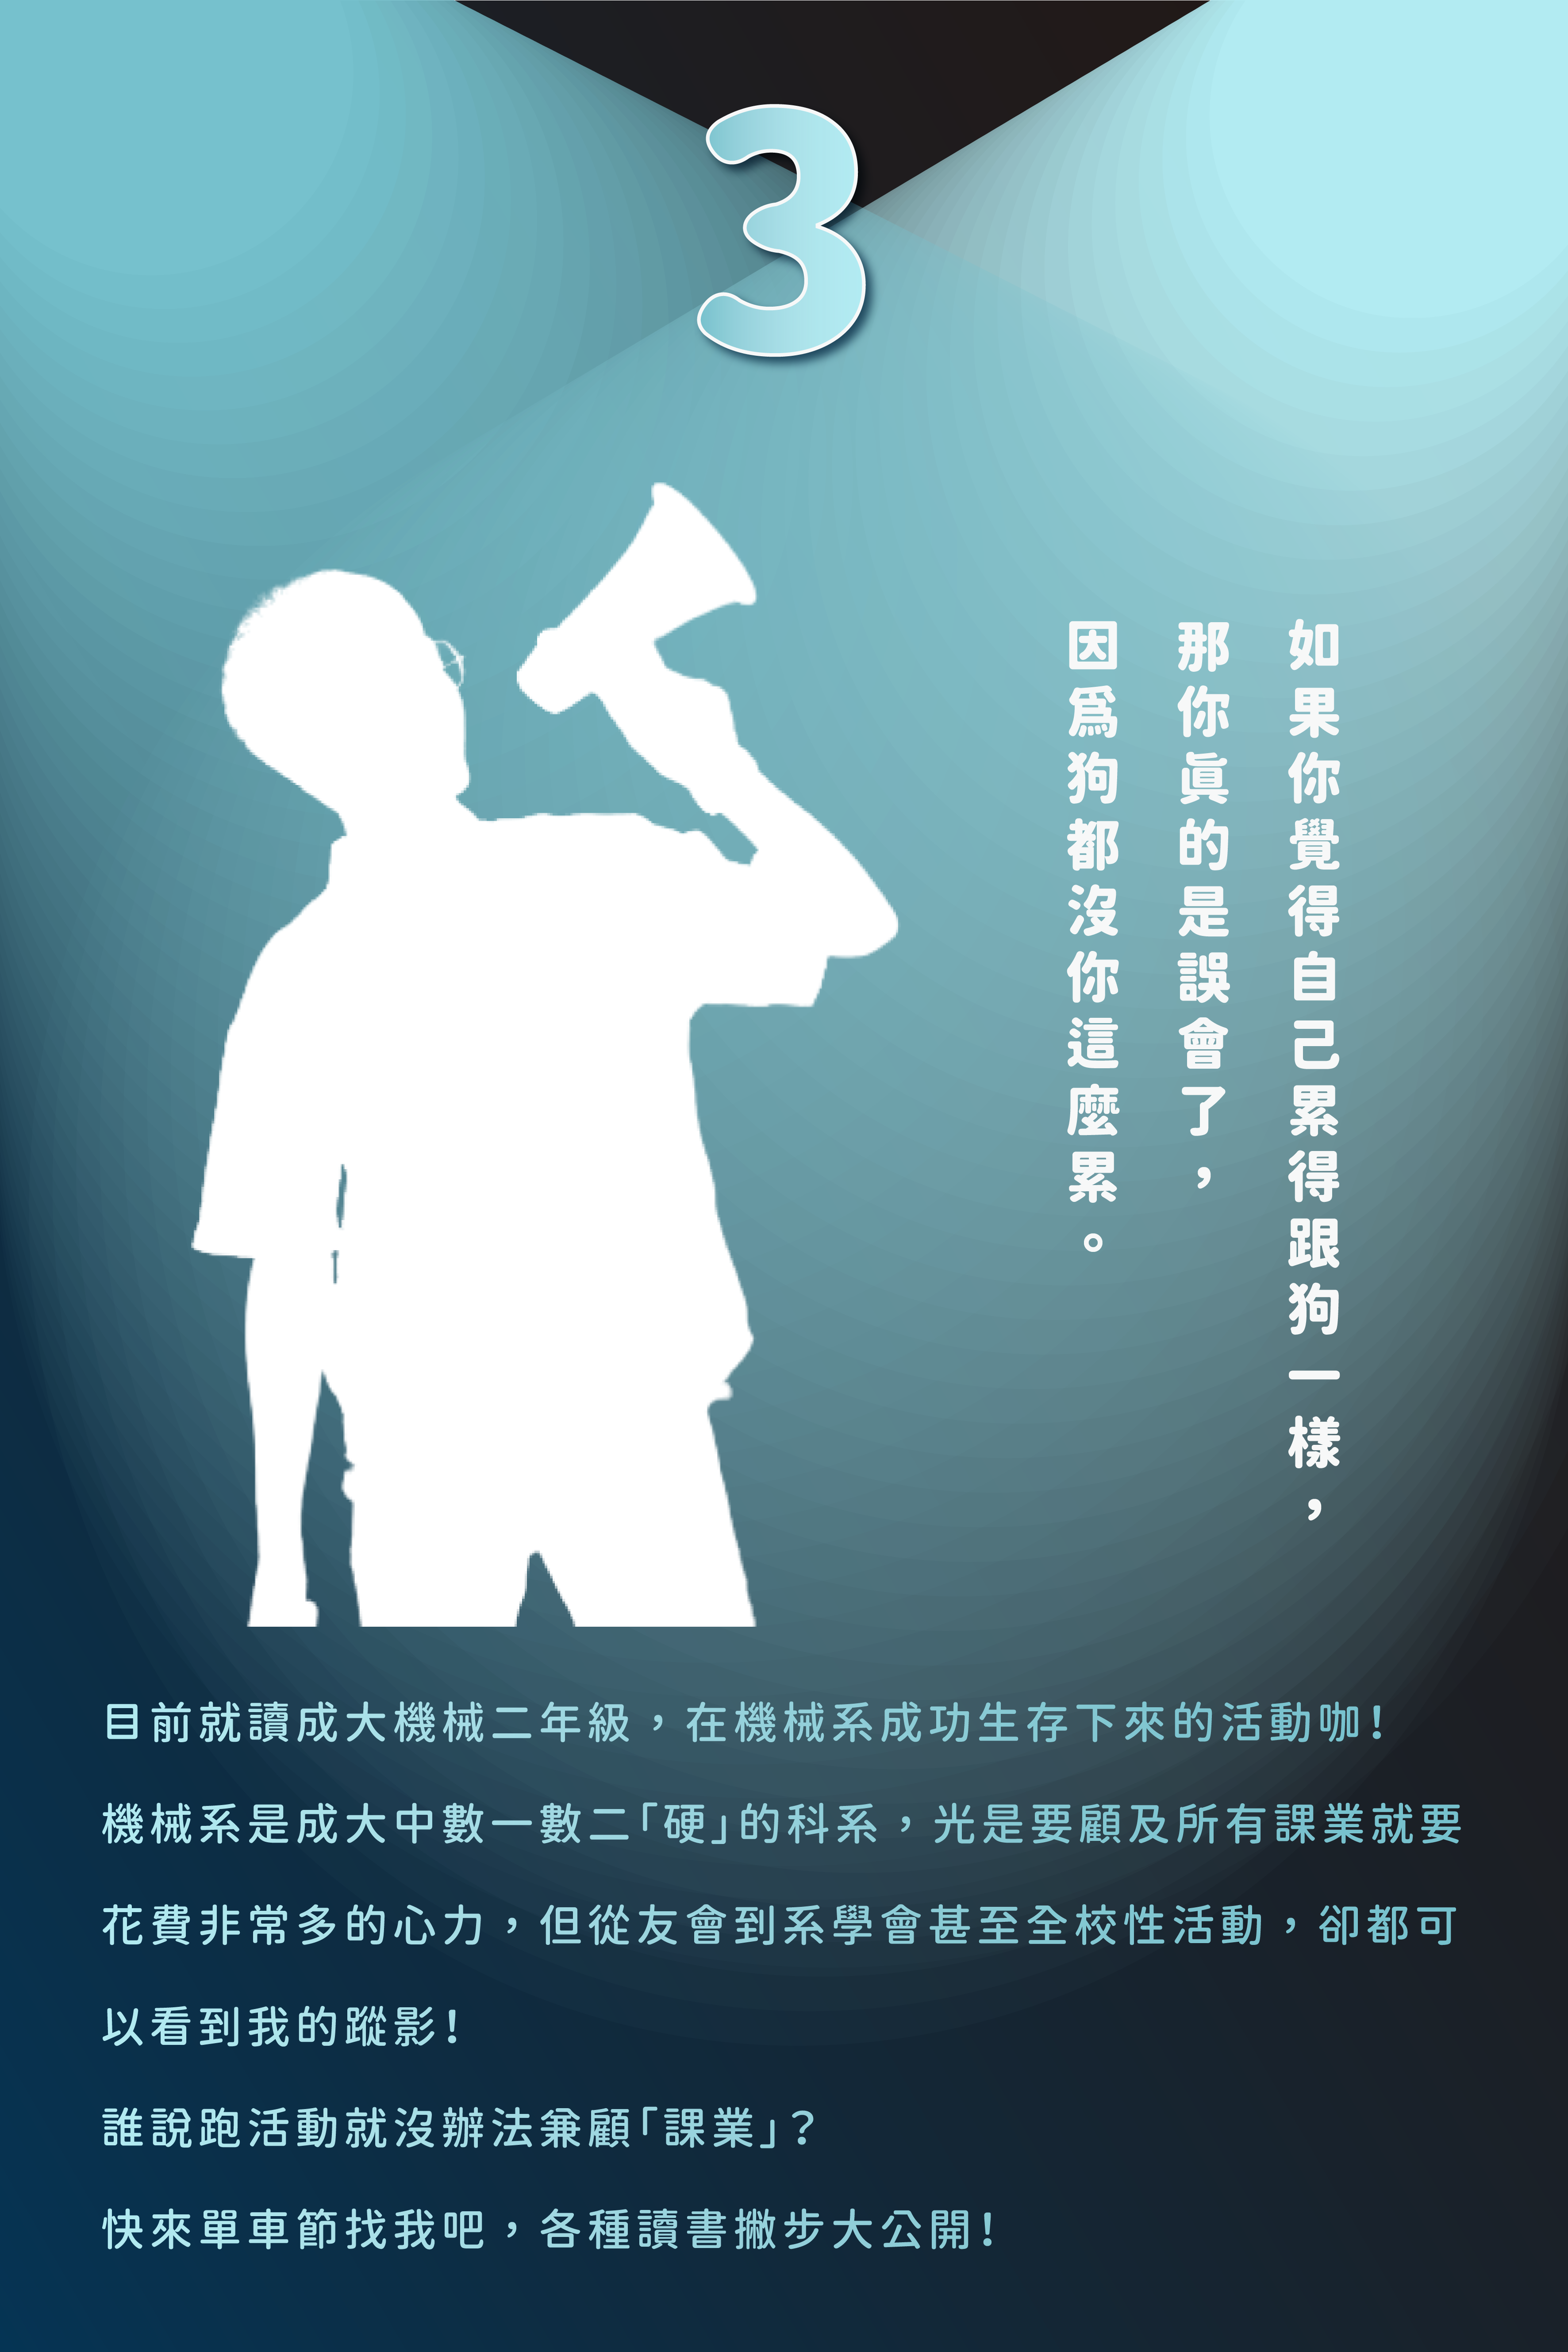 3
如果你覺得自己累得跟狗一樣，
那你真的是誤會了，
因為狗都沒你這麼累。
目前就讀成大機械二年級，在機械系成功生存下來的活動咖！
機械系是成大中數一數二「硬」的科系，光是要顧及所有課業就要
花費非常多的心力，但從友會到系學會甚至全校性活動，卻都可
以看到我的蹤影！
誰說跑活動就沒辦法兼顧「課業」？
快來單車節找我吧，各種讀書撇步大公開！